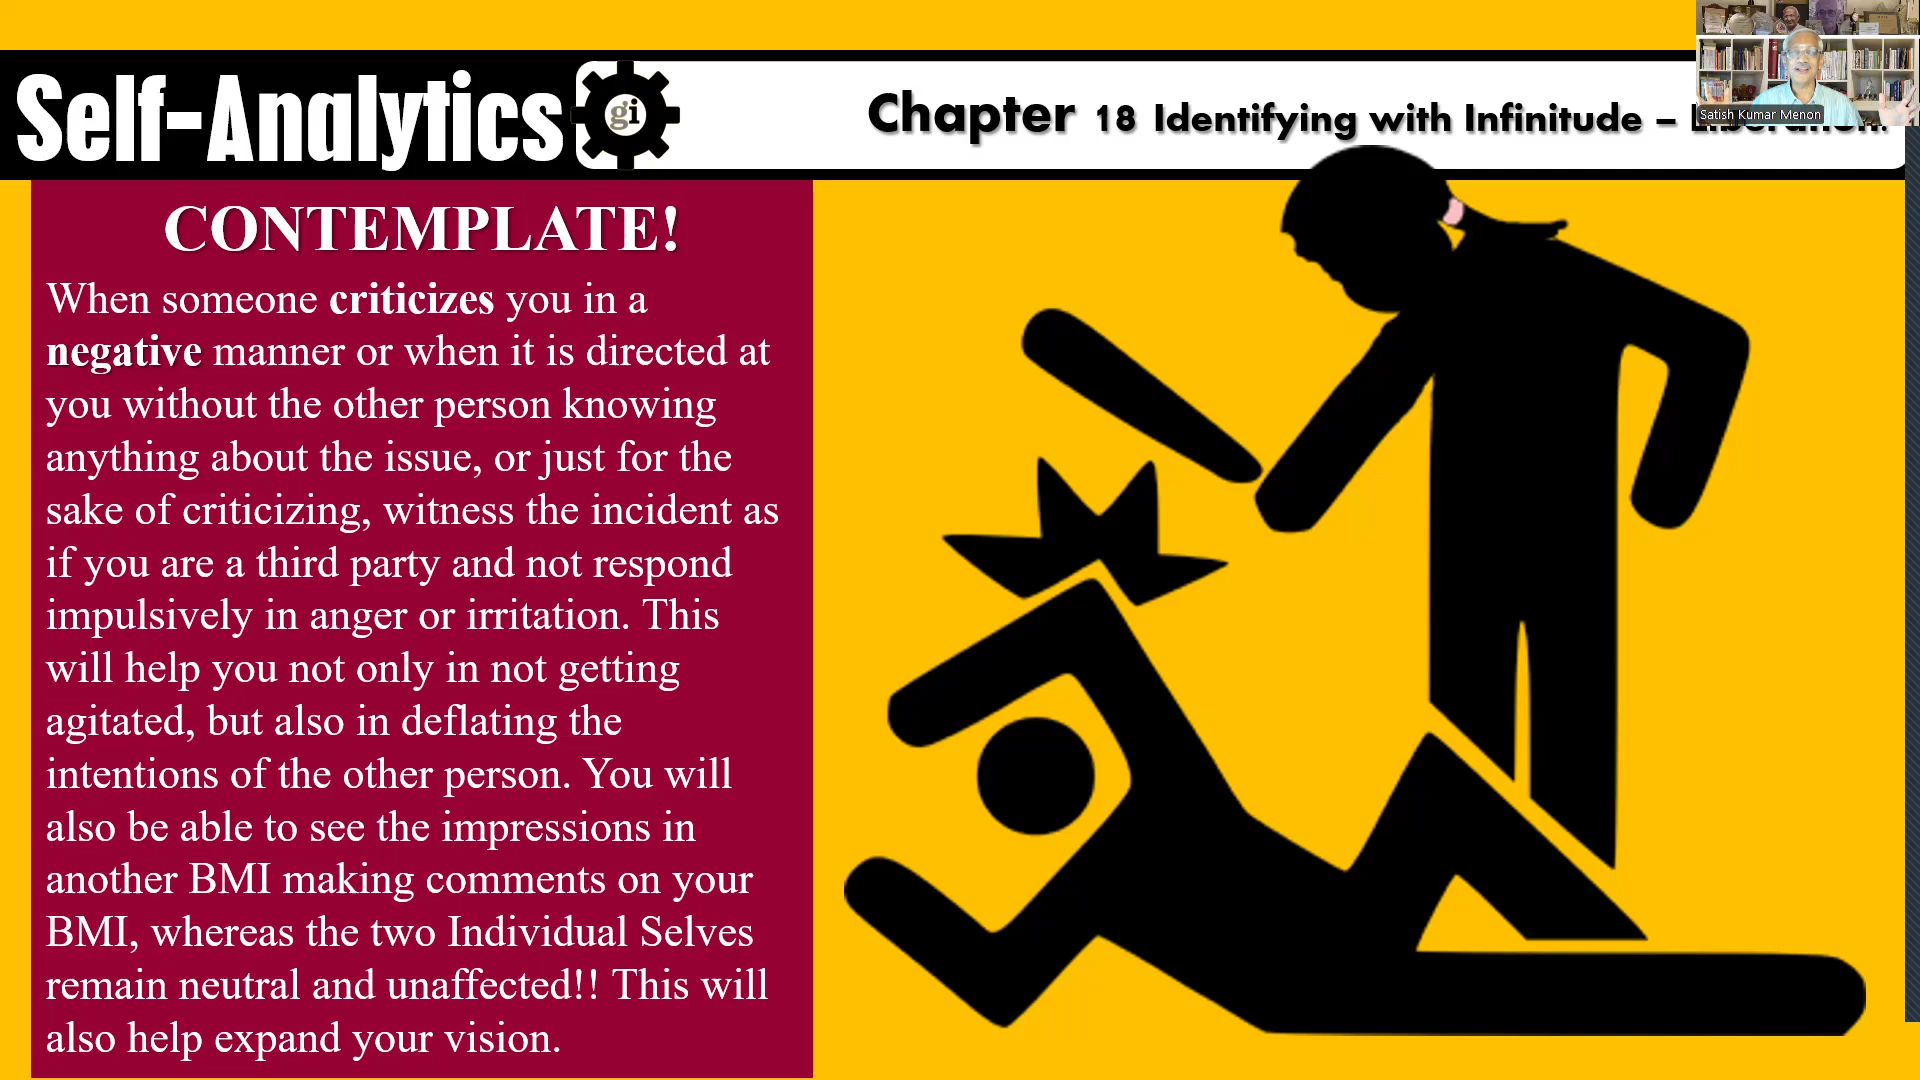 Self-Analytics
gi
Chapter 18 Identifying with Infinitude –
Satish Kumar Menon
CONTEMPLATE!
When someone criticizes you in a
negative manner or when it is directed at
you without the other person knowing
anything about the issue, or just for the
sake of criticizing, witness the incident as
if you are a third party and not respond
impulsively in anger or irritation. This
will help you not only in not getting
agitated, but also in deflating the
intentions of the other person. You will
also be able to see the impressions in
another BMI making comments on your
BMI, whereas the two Individual Selves
remain neutral and unaffected!! This will
also help expand your vision.